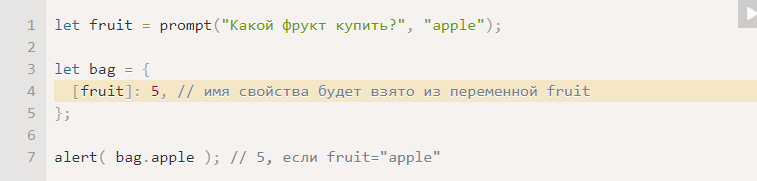 1 let fruit = prompt("Какой фрукт купить?", "apple");
2
3 let bag = {
4 [fruit]: 5, // имя свойства будет взято из переменной fruit
5 };
6
7 alert( bag.apple ); // 5, если fruit="apple"